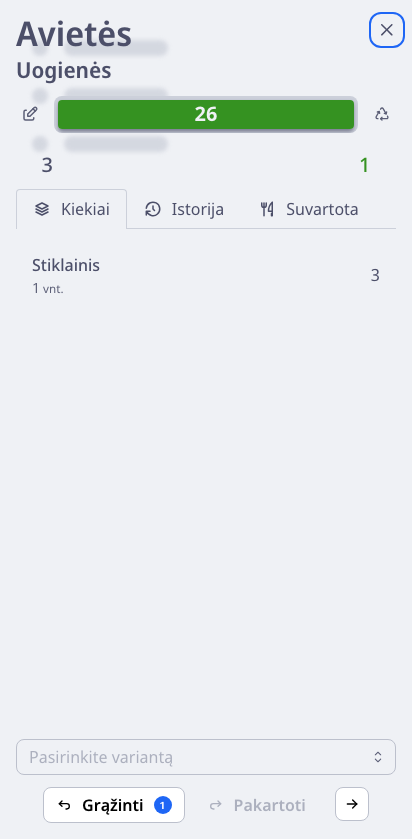 Avietės
Uogienės
26
3 1
Kiekiai Istorija Suvartota
Stiklainis
1 vnt.
3
Pasirinkite variantą
Grąžinti 1 Pakartoti